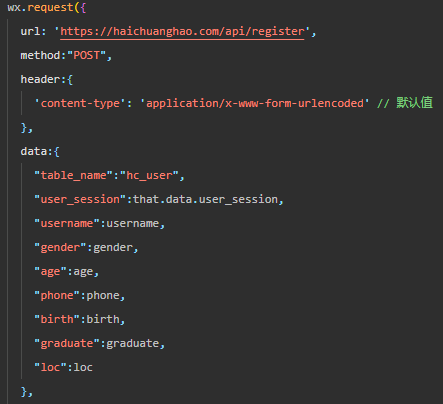 wx.request({
url: 'https://haichuanghao.com/api/register',
method:"POST",
header:{
'content-type': 'application/x-www-form-urlencoded' // 默认值
},
data:{
"table_name":"hc_user",
"user_session":that.data.user_session,
"username":username,
"gender":gender,
"age":age,
"phone":phone,
"birth":birth,
"graduate":graduate,
"loc":loc
},